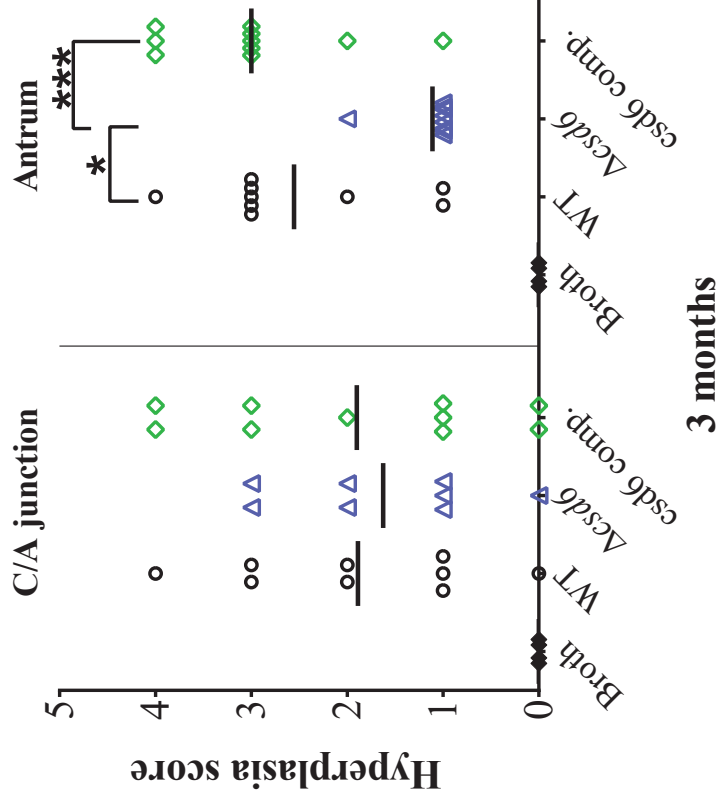 C/A junction
Antrum
*
***
Hyperplasia score
5
4
3
2
1
0
Broth
WT
Δcsd6
csd6 comp.
Broth
WT
Δcsd6
csd6 comp.
3 months